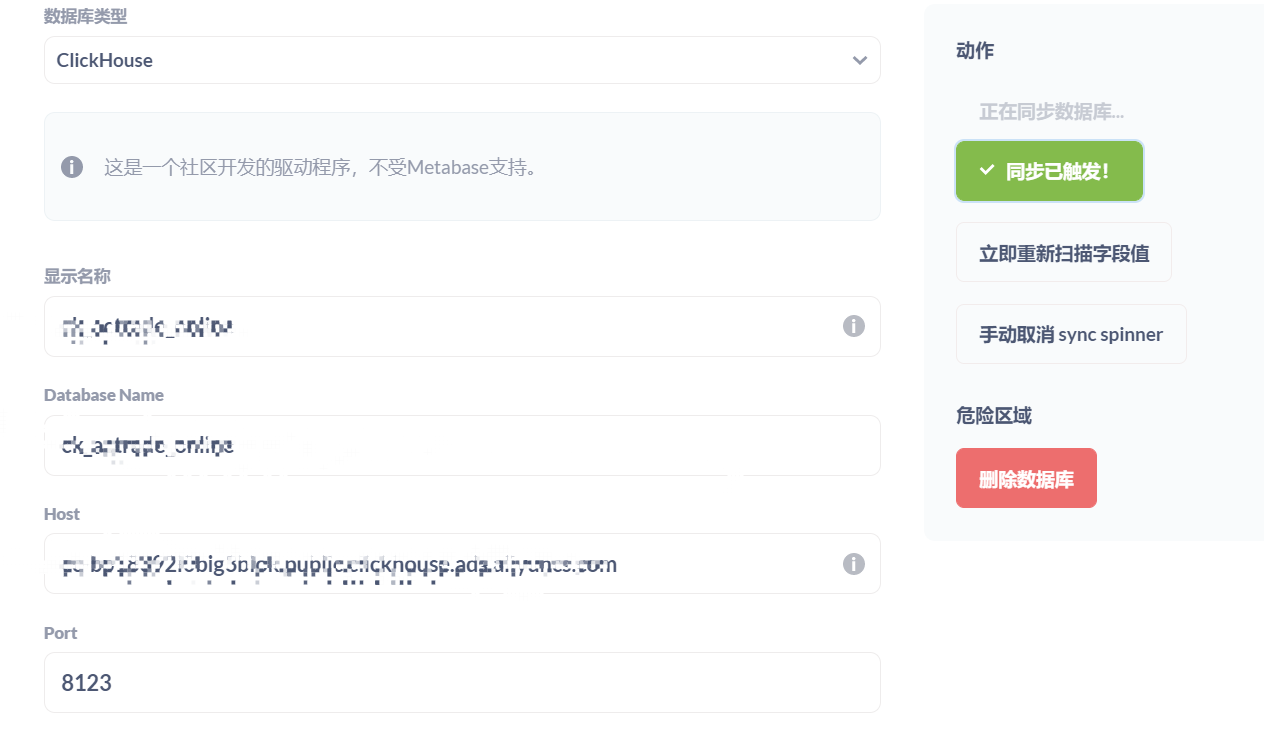 数据库类型
ClickHouse
这是一个社区开发的驱动程序，不受Metabase支持。
显示名称
Database Name
Host
Port
8123
动作
正在同步数据库...
同步已触发！
立即重新扫描字段值
手动取消 sync spinner
危险区域
删除数据库